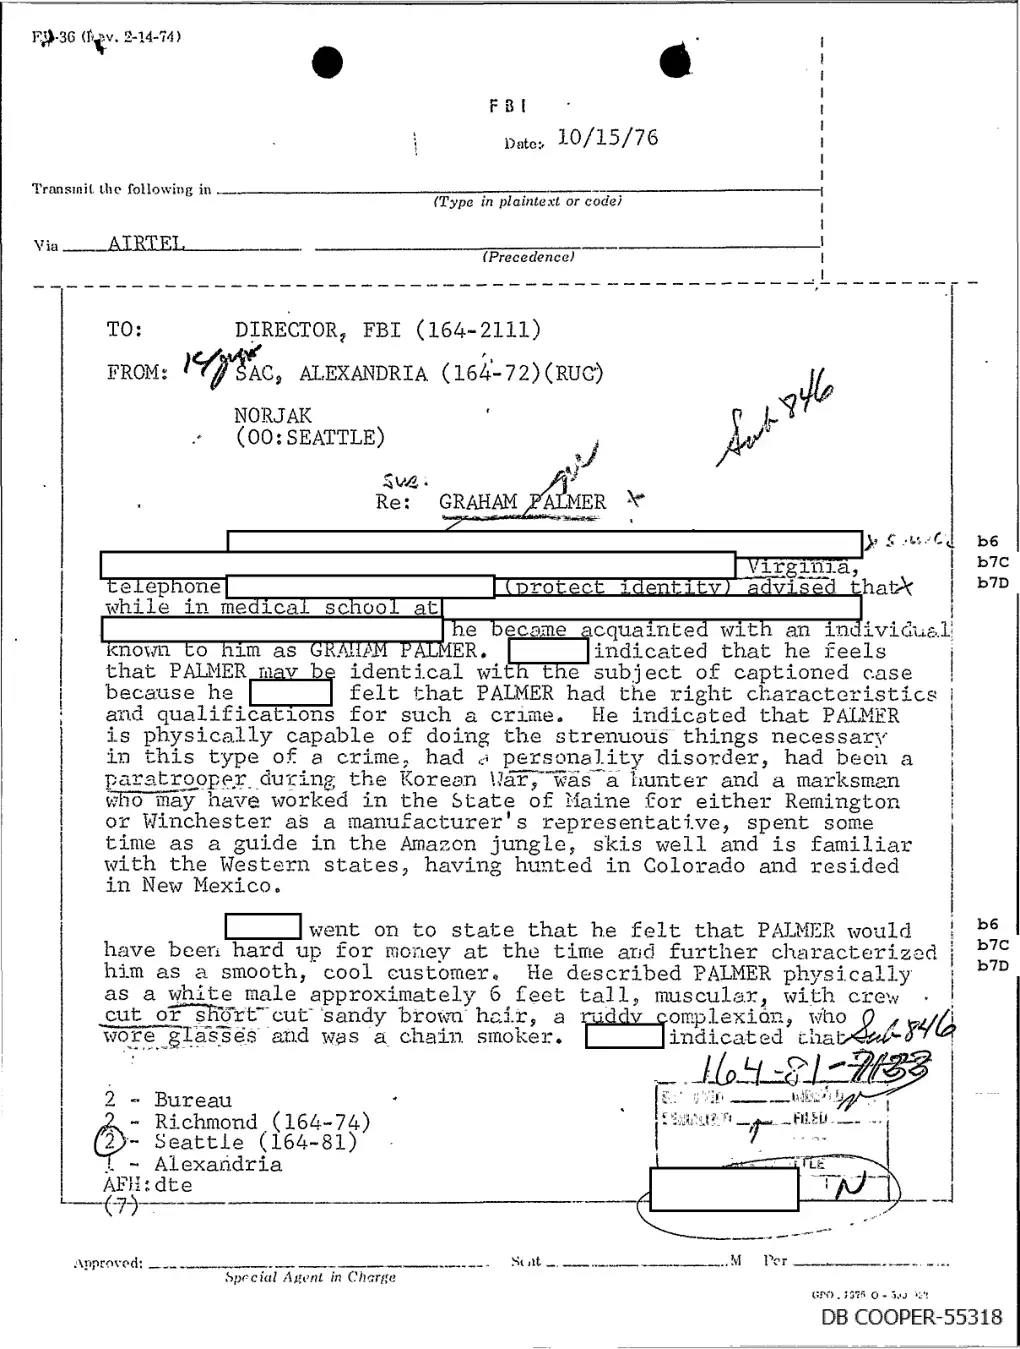 FD-36 (Rev. 2-14-74)
FBI
Date: 10/15/76
Transmit the following in
(Type in plaintext or code)
Via AIRTEL
(Precedence)
TO: DIRECTOR, FBI (164-2111)
FROM: SAC, ALEXANDRIA (164-72)(RUC)
NORJAK
(OO:SEATTLE)
Sub 846
Re: GRAHAM PALMER
b6
Virginia, b7C
telephone (protect identity) advised that b7D
while in medical school at
he became acquainted with an individual
known to him as GRAHAM PALMER. indicated that he feels
that PALMER may be identical with the subject of captioned case
because he felt that PALMER had the right characteristics
and qualifications for such a crime. He indicated that PALMER
is physically capable of doing the strenuous things necessary
in this type of a crime, had a personality disorder, had been a
paratrooper during the Korean War, was a hunter and a marksman
who may have worked in the State of Maine for either Remington
or Winchester as a manufacturer's representative, spent some
time as a guide in the Amazon jungle, skis well and is familiar
with the Western states, having hunted in Colorado and resided
in New Mexico.
went on to state that he felt that PALMER would b6
have been hard up for money at the time and further characterized b7C
him as a smooth, cool customer. He described PALMER physically b7D
as a white male approximately 6 feet tall, muscular, with crew
cut or short cut sandy brown hair, a ruddy complexion, who
wore glasses and was a chain smoker. indicated that Sub 846
164-81-7133
2 - Bureau
2 - Richmond (164-74)
2 - Seattle (164-81)
1 - Alexandria
AFH:dte
(7)
FILED
N
Approved: Sent M Per
Special Agent in Charge
DB COOPER-55318